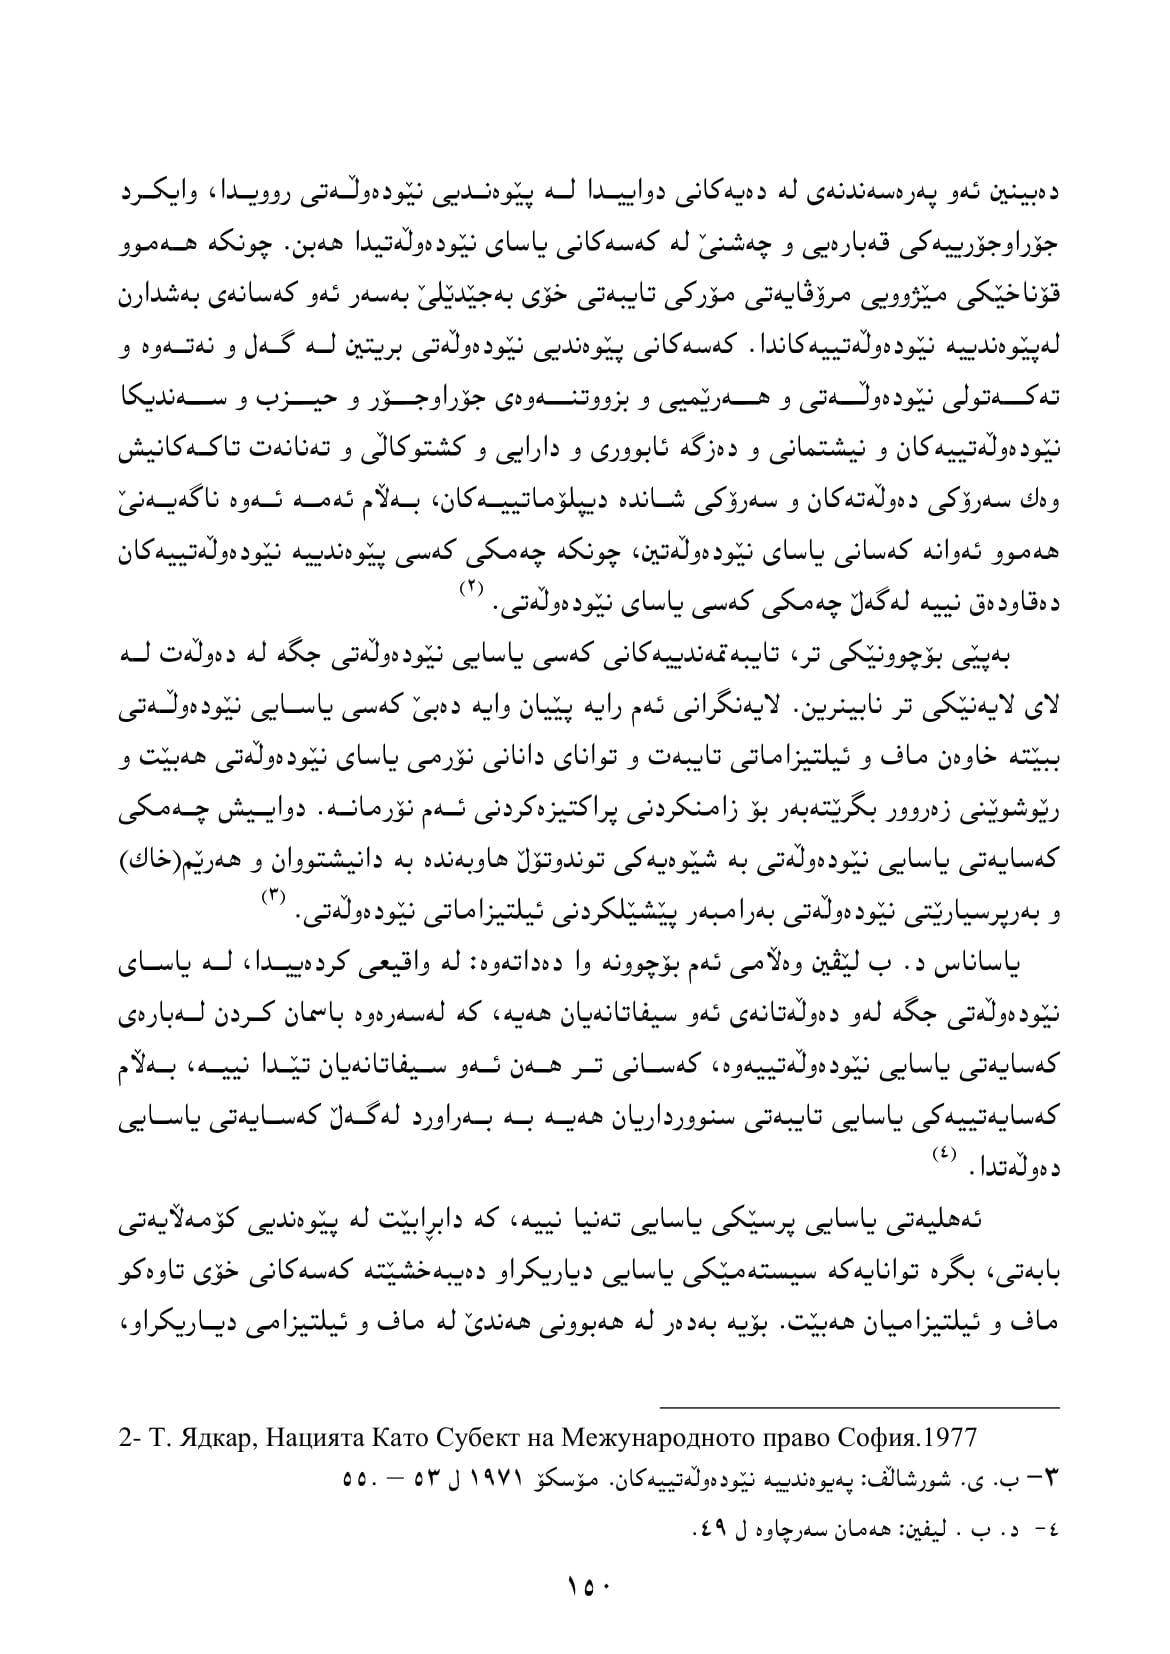 دەبینین ئەو پەرەسەندنەی لە دەیەکانی دواییدا لە پێوەندیی نێودەوڵەتی روویدا، وایکرد
جۆراوجۆرییەکی قەبارەیی و چەشنیێ لە کەسەکانی یاسای نێودەوڵەتیدا هەبن. چونکە هەموو
قۆناخێکی مێژوویی مرۆڤایەتی مۆرکی تایبەتی خۆی بەجێدێڵیێ بەسەر ئەو کەسانەی بەشدارن
لەپێوەندییە نێودەوڵەتییەکاندا. کەسەکانی پێوەندیی نێودەوڵەتی بریتین لە گەل و نەتەوە و
تەکەتولی نێودەوڵەتی و هەرێمیی و بزووتنەوەی جۆراوجۆر و حیزب و سەندیکا
نێودەوڵەتییەکان و نیشتمانی و دەزگە ئابووری و دارایی و کشتوکاڵی و تەنانەت تاکەکانیش
وەك سەرۆکی دەوڵەتەکان و سەرۆکی شاندە دیپلۆماتییەکان، بەڵام ئەمە ئەوە ناگەیەنیێ
هەموو ئەوانە کەسانی یاسای نێودەوڵەتین، چونکە چەمکی کەسی پێوەندییە نێودەوڵەتییەکان
دەقاودەق نییە لەگەڵ چەمکی کەسی یاسای نێودەوڵەتی. (٢)
بەپێی بۆچوونێکی تر، تایبەتمەندییەکانی کەسی یاسایی نێودەوڵەتی جگە لە دەوڵەت لە
لای لایەنێکی تر نابینرین. لایەنگرانی ئەم رایە پێیان وایە دەبیێ کەسی یاسایی نێودەوڵەتی
ببێتە خاوەن ماف و ئیلتیزاماتی تایبەت و توانای دانانی نۆرمی یاسای نێودەوڵەتی هەبێت و
رێوشوێنی زەروور بگرێتەبەر بۆ زامنکردنی پراکتیزەکردنی ئەم نۆرمانە. دواییش چەمکی
کەسایەتی یاسایی نێودەوڵەتی بە شێوەیەکی توندوتۆڵ هاوبەندە بە دانیشتووان و هەرێم(خاك)
و بەرپرسیارێتی نێودەوڵەتی بەرامبەر پێشێلکردنی ئیلتیزاماتی نێودەوڵەتی. (٣)
یاساناس د. ب لێڤین وەڵامی ئەم بۆچوونە وا دەداتەوە: لە واقیعی کردەییدا، لە یاسای
نێودەوڵەتی جگە لەو دەوڵەتانەی ئەو سیفاتانەیان هەیە، کە لەسەرەوە باسمان کردن لەبارەی
کەسایەتی یاسایی نێودەوڵەتییەوە، کەسانی تر هەن ئەو سیفاتانەیان تێدا نییە، بەڵام
کەسایەتییەکی یاسایی تایبەتی سنوورداریان هەیە بە بەراورد لەگەڵ کەسایەتی یاسایی
دەوڵەتدا. (٤)
ئەهلیەتی یاسایی پرسێکی یاسایی تەنیا نییە، کە دابڕابێت لە پێوەندیی کۆمەڵایەتی
بابەتی، بگرە توانایەکە سیستەمێکی یاسایی دیاریکراو دەیبەخشێتە کەسەکانی خۆی تاوەکو
ماف و ئیلتیزامیان هەبێت. بۆیە بەدەر لە هەبوونی هەندیێ لە ماف و ئیلتیزامی دیاریکراو،
2- Т. Ядкар, Нацията Като Субект на Межународното право София.1977
٣– ب. ی. شورشاڵف: پەیوەندییە نێودەوڵەتییەکان. مۆسکۆ ١٩٧١ ل ٥٣ – ٥٥.
٤- د. ب . لیفین: هەمان سەرچاوە ل ٤٩.
١٥٠